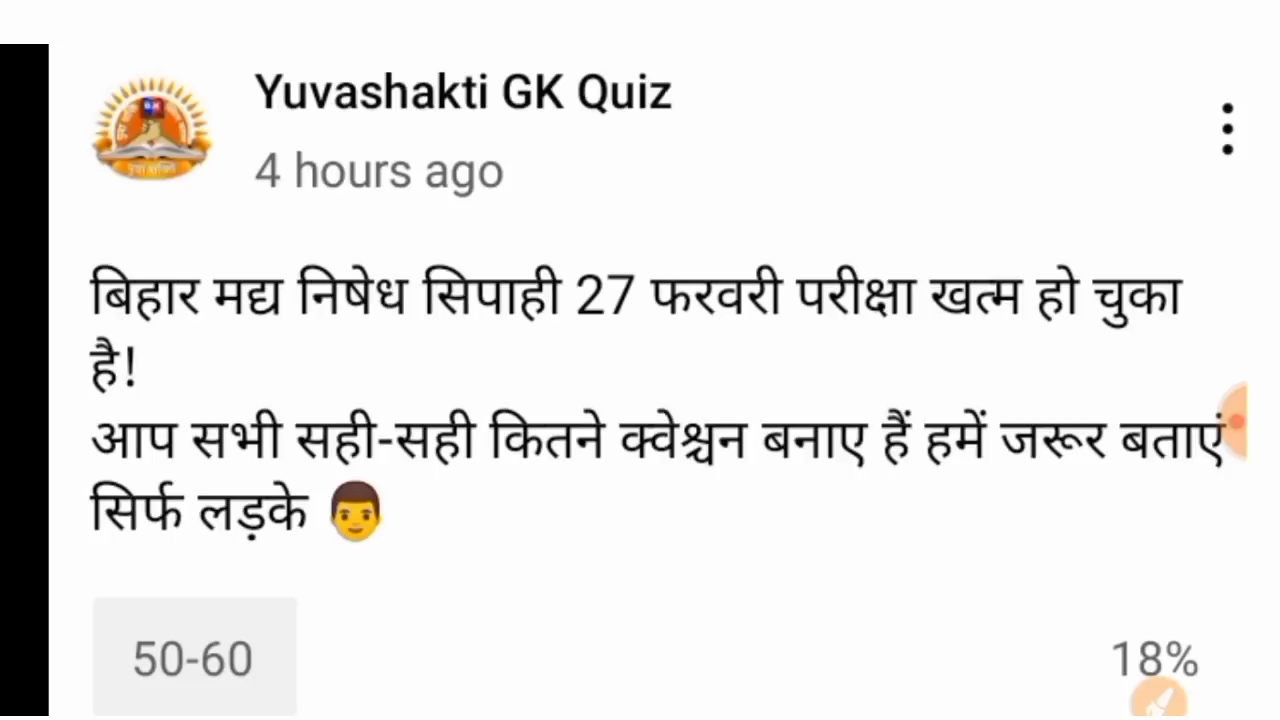 Yuvashakti GK Quiz
4 hours ago
बिहार मद्य निषेध सिपाही 27 फरवरी परीक्षा खत्म हो चुका
है!
आप सभी सही-सही कितने क्वेश्चन बनाए हैं हमें जरूर बताएं
सिर्फ लड़के 👨
50-60 18%